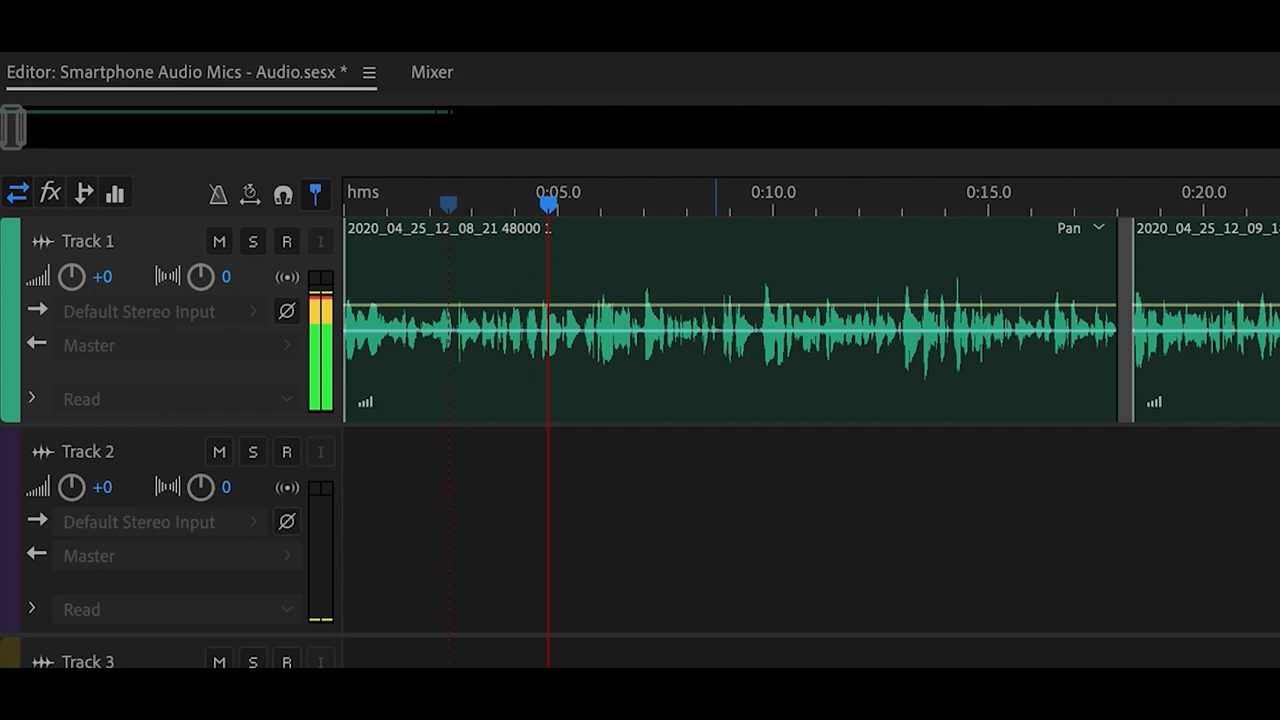 Editor: Smartphone Audio Mics - Audio.sesx * Mixer
fx hms 0:05.0 0:10.0 0:15.0 0:20.0
Track 1 M S R I 2020_04_25_12_08_21 48000 1 Pan 2020_04_25_12_09_1
+0 0
Default Stereo Input
Master
Read
Track 2 M S R I
+0 0
Default Stereo Input
Master
Read
Track 3 M S R I